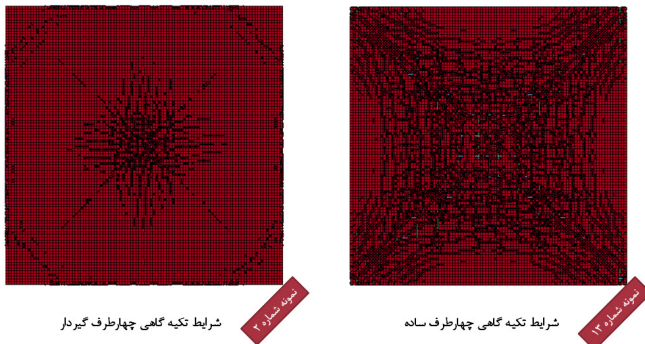 نمونه شماره ۱۳
شرایط تکیه گاهی چهارطرف ساده
نمونه شماره ۲
شرایط تکیه گاهی چهارطرف گیردار